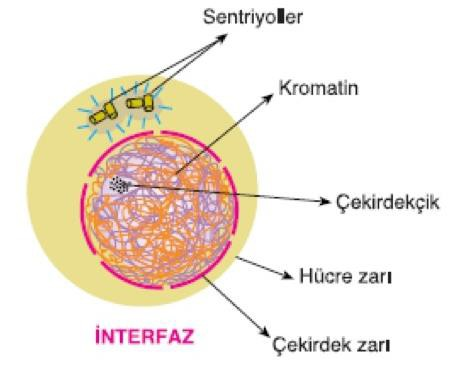 Sentriyoller
Kromatin
Çekirdekçik
Hücre zarı
İNTERFAZ
Çekirdek zarı